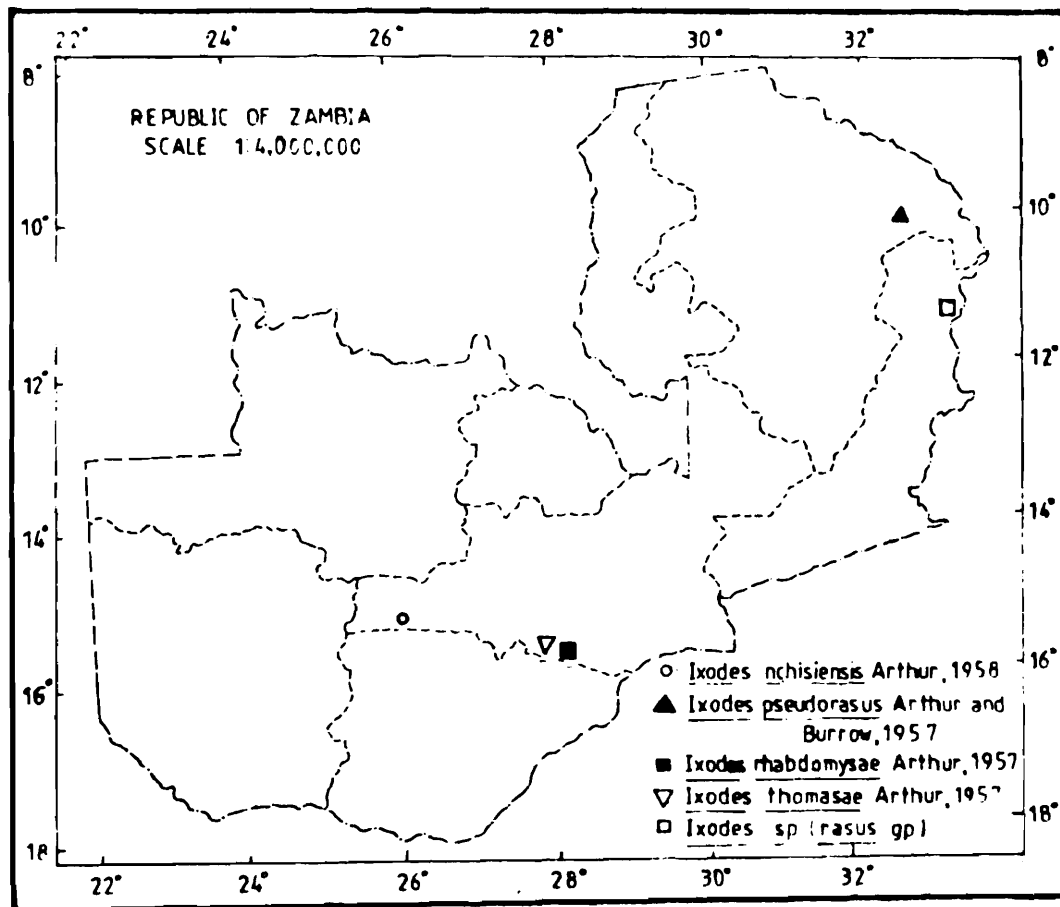 22° 24° 26° 28° 30° 32°
8° 8°
REPUBLIC OF ZAMBIA
SCALE 1:4,000,000
10° 10°
12° 12°
14° 14°
16° 16°
18 18°
Ixodes nchisiensis Arthur, 1958
Ixodes pseudorasus Arthur and
Burrow, 1957
Ixodes rhabdomysae Arthur, 1957
Ixodes thomasae Arthur, 1957
Ixodes sp (rasus gp)
22° 24° 26° 28° 30° 32°